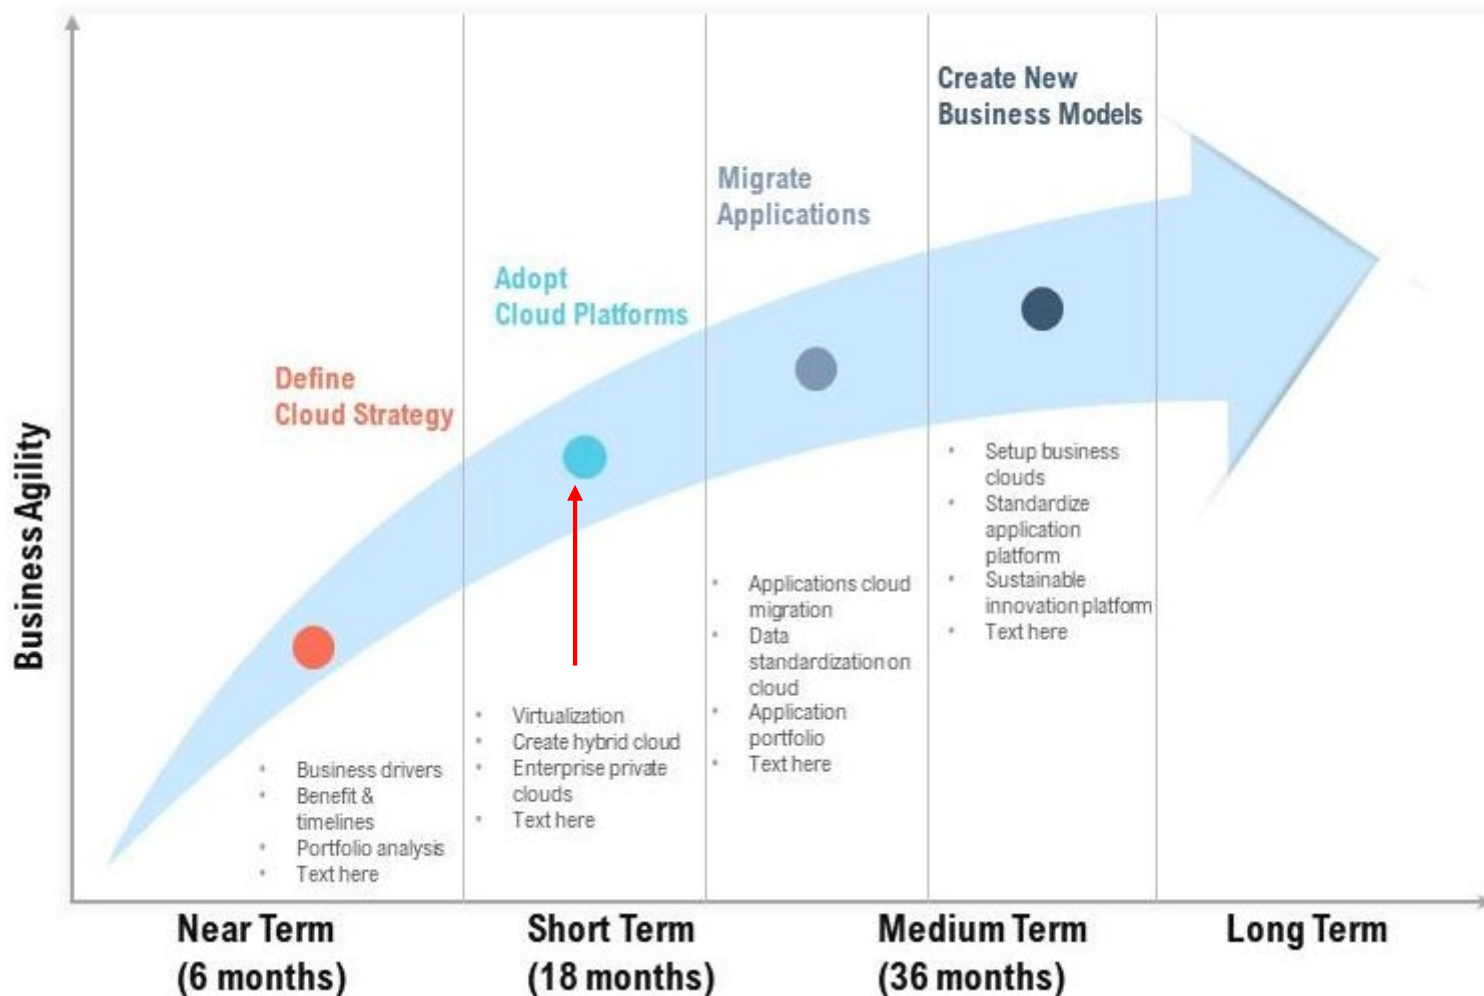 Create New
Business Models
Migrate
Applications
Adopt
Cloud Platforms
Define
Cloud Strategy
Business Agility
• Business drivers
• Benefit &
timelines
• Portfolio analysis
• Text here
• Virtualization
• Create hybrid cloud
• Enterprise private
clouds
• Text here
• Applications cloud
migration
• Data
standardization on
cloud
• Application
portfolio
• Text here
• Setup business
clouds
• Standardize
application
platform
• Sustainable
innovation platform
• Text here
Near Term
(6 months)
Short Term
(18 months)
Medium Term
(36 months)
Long Term